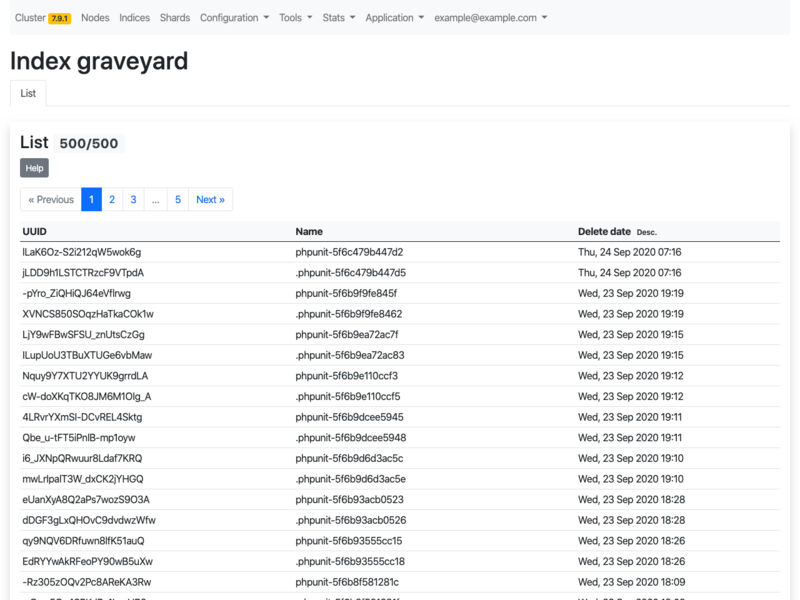 Cluster 7.9.1 Nodes Indices Shards Configuration Tools Stats Application example@example.com
Index graveyard
List
List 500/500
Help
« Previous 1 2 3 ... 5 Next »
UUID Name Delete date Desc.
lLaK6Oz-S2i212qW5wok6g phpunit-5f6c479b447d2 Thu, 24 Sep 2020 07:16
jLDD9h1LSTCTRzcF9VTpdA .phpunit-5f6c479b447d5 Thu, 24 Sep 2020 07:16
-pYro_ZiQHiQJ64eVfIrwg phpunit-5f6b9f9fe845f Wed, 23 Sep 2020 19:19
XVNCS850SOqzHaTkaCOk1w .phpunit-5f6b9f9fe8462 Wed, 23 Sep 2020 19:19
LjY9wFBwSFSU_znUtsCzGg phpunit-5f6b9ea72ac7f Wed, 23 Sep 2020 19:15
ILupUoU3TBuXTUGe6vbMaw .phpunit-5f6b9ea72ac83 Wed, 23 Sep 2020 19:15
Nquy9Y7XTU2YYUK9grrdLA phpunit-5f6b9e110ccf3 Wed, 23 Sep 2020 19:12
cW-doXKqTKO8JM6M1OIg_A .phpunit-5f6b9e110ccf5 Wed, 23 Sep 2020 19:12
4LRvrYXmSl-DCvREL4Sktg phpunit-5f6b9dcee5945 Wed, 23 Sep 2020 19:11
Qbe_u-tFT5iPnlB-mp1oyw .phpunit-5f6b9dcee5948 Wed, 23 Sep 2020 19:11
i6_JXNpQRwuur8Ldaf7KRQ phpunit-5f6b9d6d3ac5c Wed, 23 Sep 2020 19:10
mwLrIpaIT3W_dxCK2jYHGQ .phpunit-5f6b9d6d3ac5e Wed, 23 Sep 2020 19:10
eUanXyA8Q2aPs7wozS9O3A phpunit-5f6b93acb0523 Wed, 23 Sep 2020 18:28
dDGF3gLxQHOvC9dvdwzWfw .phpunit-5f6b93acb0526 Wed, 23 Sep 2020 18:28
qy9NQV6DRfuwn8lfK51auQ phpunit-5f6b93555cc15 Wed, 23 Sep 2020 18:26
EdRYYwAkRFeoPY90wB5uXw .phpunit-5f6b93555cc18 Wed, 23 Sep 2020 18:26
-Rz305zOQv2Pc8AReKA3Rw phpunit-5f6b8f581281c Wed, 23 Sep 2020 18:09